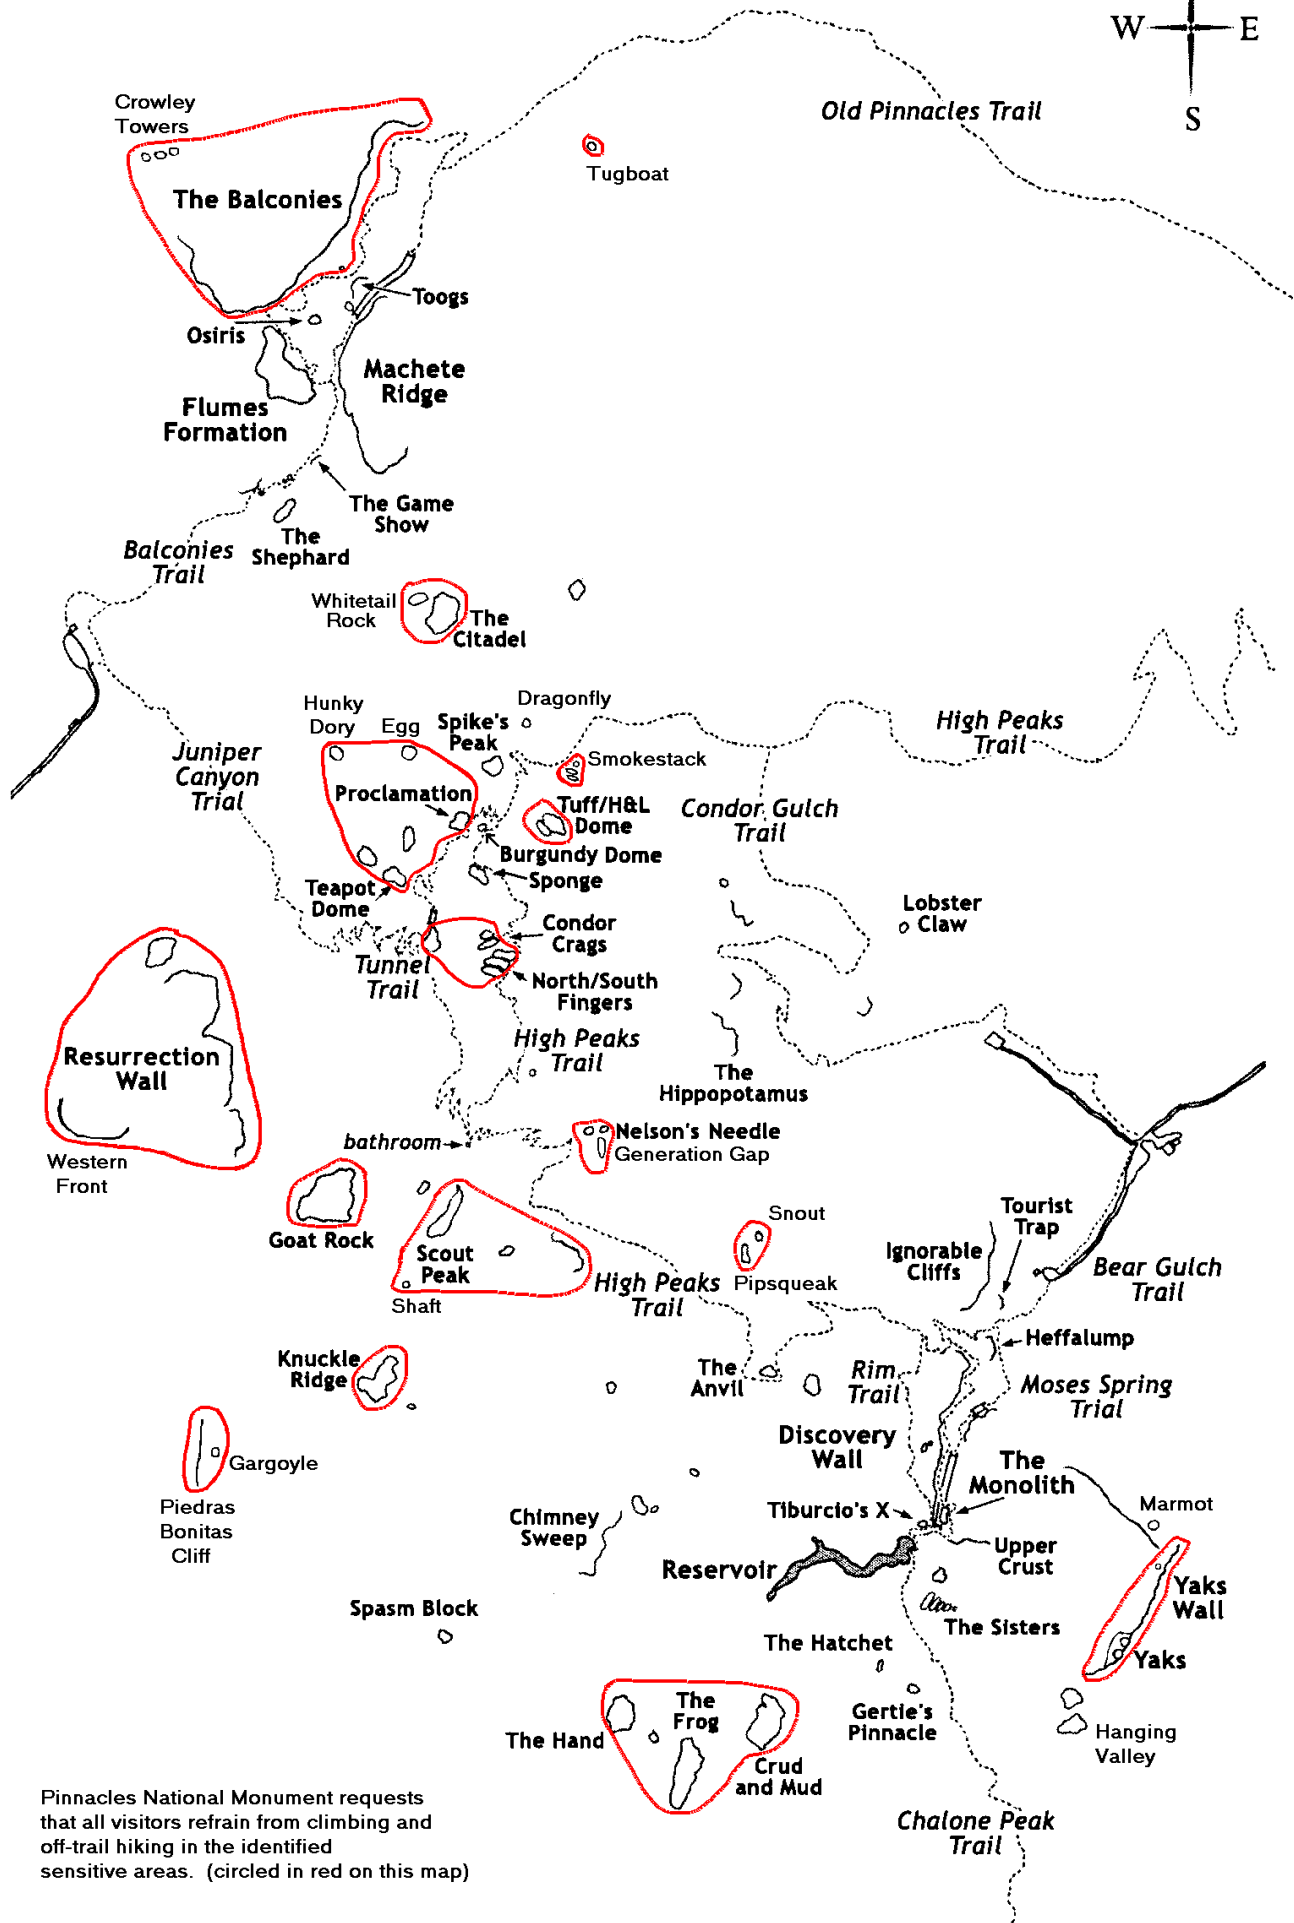 W
E
S
Old Pinnacles Trail
Crowley
Towers
The Balconies
Tugboat
Toogs
Osiris
Machete
Ridge
Flumes
Formation
The Game
Show
The
Shephard
Balconies
Trail
Whitetail
Rock
The
Citadel
Hunky
Dory
Egg
Spike's
Peak
Dragonfly
High Peaks
Trail
Juniper
Canyon
Trial
Smokestack
Proclamation
Tuff/H&L
Dome
Condor Gulch
Trail
Burgundy Dome
Sponge
Teapot
Dome
Lobster
Claw
Condor
Crags
Tunnel
Trail
North/South
Fingers
Resurrection
Wall
High Peaks
Trail
The
Hippopotamus
bathroom
Nelson's Needle
Generation Gap
Western
Front
Goat Rock
Scout
Peak
Shaft
Snout
Pipsqueak
Tourist
Trap
Ignorable
Cliffs
Bear Gulch
Trail
High Peaks
Trail
Heffalump
Knuckle
Ridge
The
Anvil
Rim
Trail
Moses Spring
Trial
Gargoyle
Piedras
Bonitas
Cliff
Discovery
Wall
The
Monolith
Marmot
Chimney
Sweep
Tiburcio's X
Upper
Crust
Reservoir
Yaks
Wall
Spasm Block
The Sisters
The Hatchet
Yaks
The
Frog
The Hand
Gertie's
Pinnacle
Hanging
Valley
Crud
and Mud
Chalone Peak
Trail
Pinnacles National Monument requests
that all visitors refrain from climbing and
off-trail hiking in the identified
sensitive areas.  (circled in red on this map)